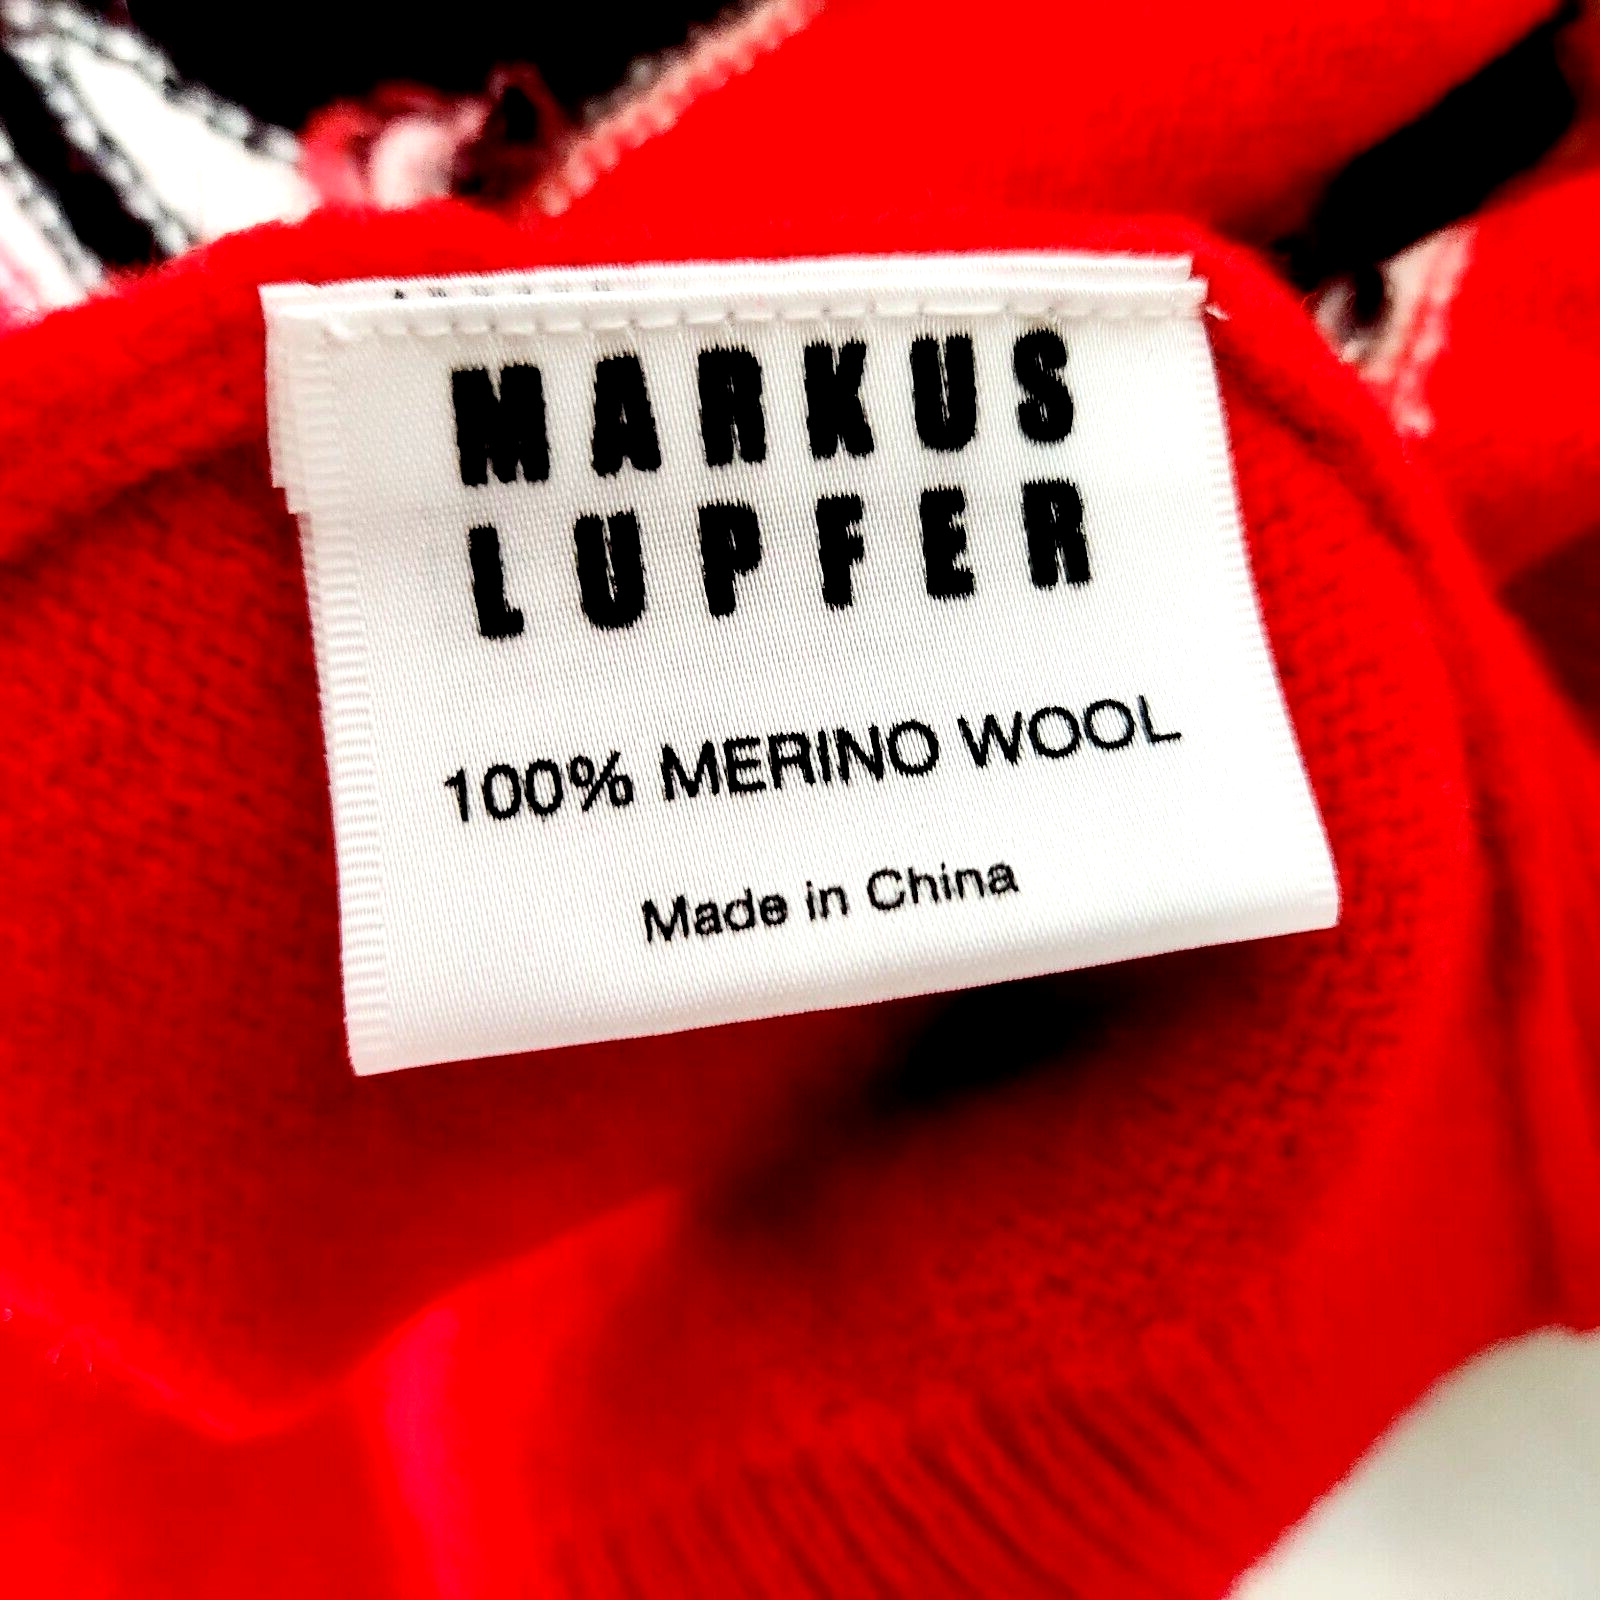 MARKUS
LUPFER
100% MERINO WOOL
Made in China